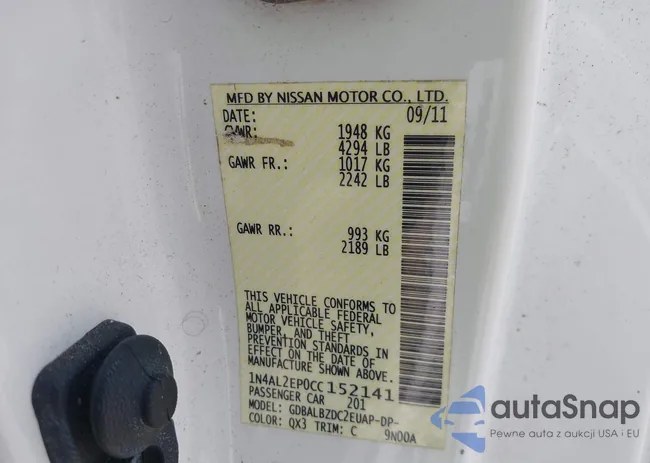 MFD BY NISSAN MOTOR CO., LTD.
DATE: 09/11
GVWR: 1948 KG
4294 LB
GAWR FR.: 1017 KG
2242 LB
GAWR RR.: 993 KG
2189 LB
THIS VEHICLE CONFORMS TO
ALL APPLICABLE FEDERAL
MOTOR VEHICLE SAFETY,
BUMPER, AND THEFT
PREVENTION STANDARDS IN
EFFECT ON THE DATE OF
MANUFACTURE SHOWN ABOVE.
1N4AL2EP0CC152141
PASSENGER CAR 201
MODEL: GDBALBZDC2EUAP-DP-
COLOR: QX3 TRIM: C 9N00A
autoSnap
Pewne auta z aukcji USA i EU